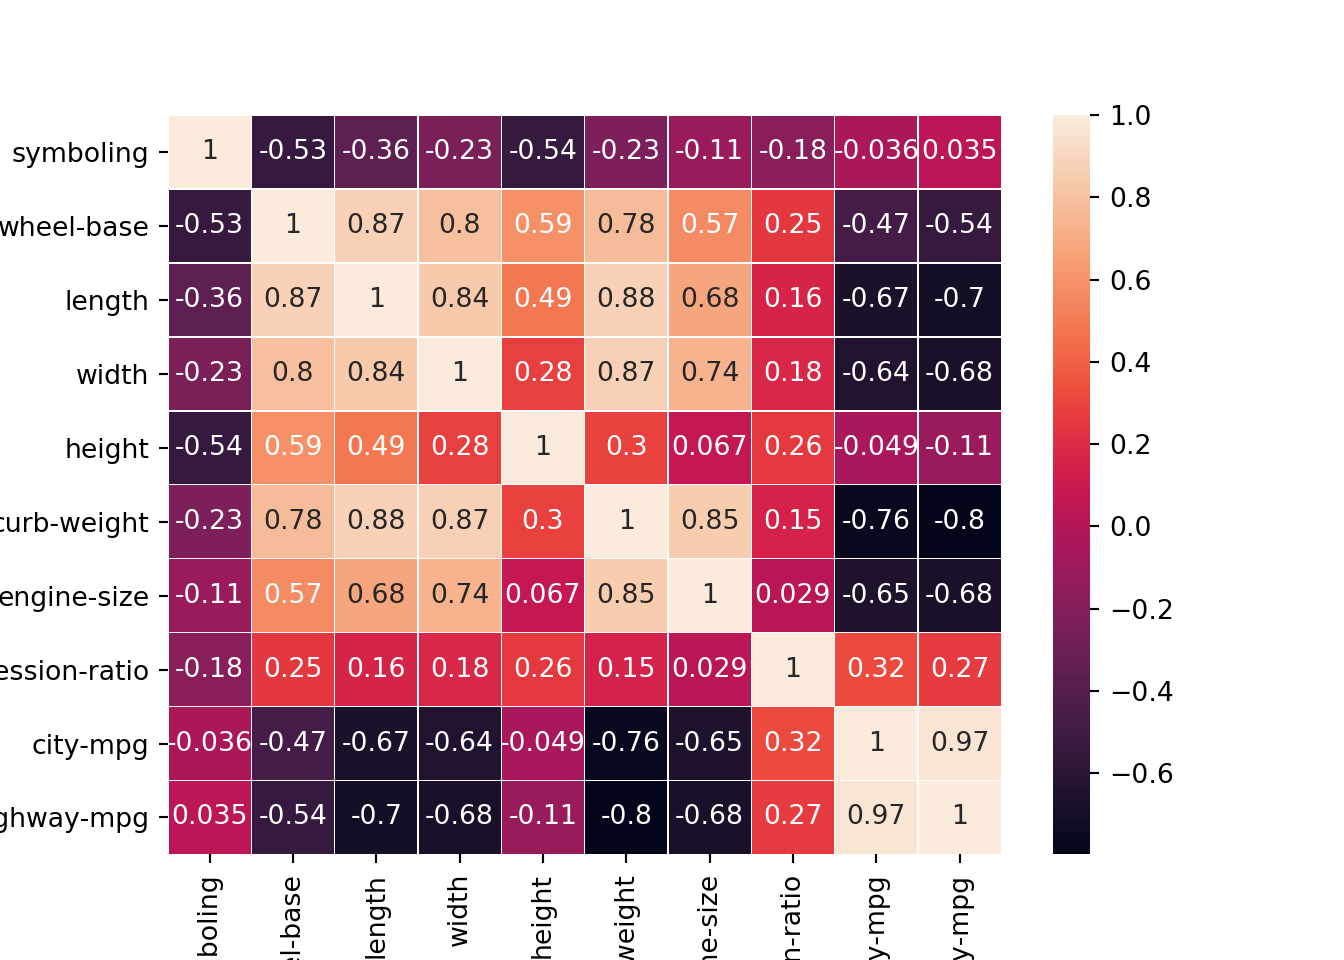 symboling 1 -0.53 -0.36 -0.23 -0.54 -0.23 -0.11 -0.18 -0.036 0.035
wheel-base -0.53 1 0.87 0.8 0.59 0.78 0.57 0.25 -0.47 -0.54
length -0.36 0.87 1 0.84 0.49 0.88 0.68 0.16 -0.67 -0.7
width -0.23 0.8 0.84 1 0.28 0.87 0.74 0.18 -0.64 -0.68
height -0.54 0.59 0.49 0.28 1 0.3 0.067 0.26 -0.049 -0.11
curb-weight -0.23 0.78 0.88 0.87 0.3 1 0.85 0.15 -0.76 -0.8
engine-size -0.11 0.57 0.68 0.74 0.067 0.85 1 0.029 -0.65 -0.68
ession-ratio -0.18 0.25 0.16 0.18 0.26 0.15 0.029 1 0.32 0.27
city-mpg -0.036 -0.47 -0.67 -0.64 -0.049 -0.76 -0.65 0.32 1 0.97
ghway-mpg 0.035 -0.54 -0.7 -0.68 -0.11 -0.8 -0.68 0.27 0.97 1
boling
el-base
length
width
height
weight
ne-size
n-ratio
y-mpg
y-mpg
1.0
0.8
0.6
0.4
0.2
0.0
−0.2
−0.4
−0.6